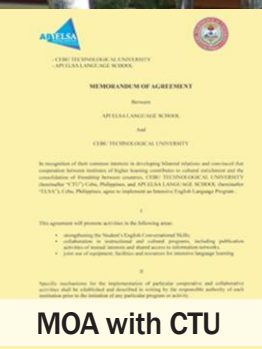 APIELSA
- CEBU TECHNOLOGICAL UNIVERSITY
- API ELSA LANGUAGE SCHOOL
MEMORANDUM OF AGREEMENT
Between
API ELSA LANGUAGE SCHOOL
And
CEBU TECHNOLOGICAL UNIVERSITY
In recognition of their common interests in developing bilateral relations and convinced that
cooperation between institutes of higher learning contributes to cultural enrichment and the
consolidation of friendship between countries, CEBU TECHNOLOGICAL UNIVERSITY
(hereinafter "CTU") Cebu, Philippines, and API ELSA LANGUAGE SCHOOL (hereinafter
"ELSA"), Cebu, Philippines, agree to implement an Intensive English Language Program.
I
This agreement will promote activities in the following areas:
• strengthening the Student's English Conversational Skills;
• collaboration in instructional and cultural programs, including publication
activities of mutual interests and shared access to information networks;
• joint use of equipment, facilities and resources for intensive language learning
II
Specific mechanisms for the implementation of particular cooperative and collaborative
activities shall be established and described in writing by the responsible authority of each
institution prior to the initiation of any particular program or activity.
MOA with CTU